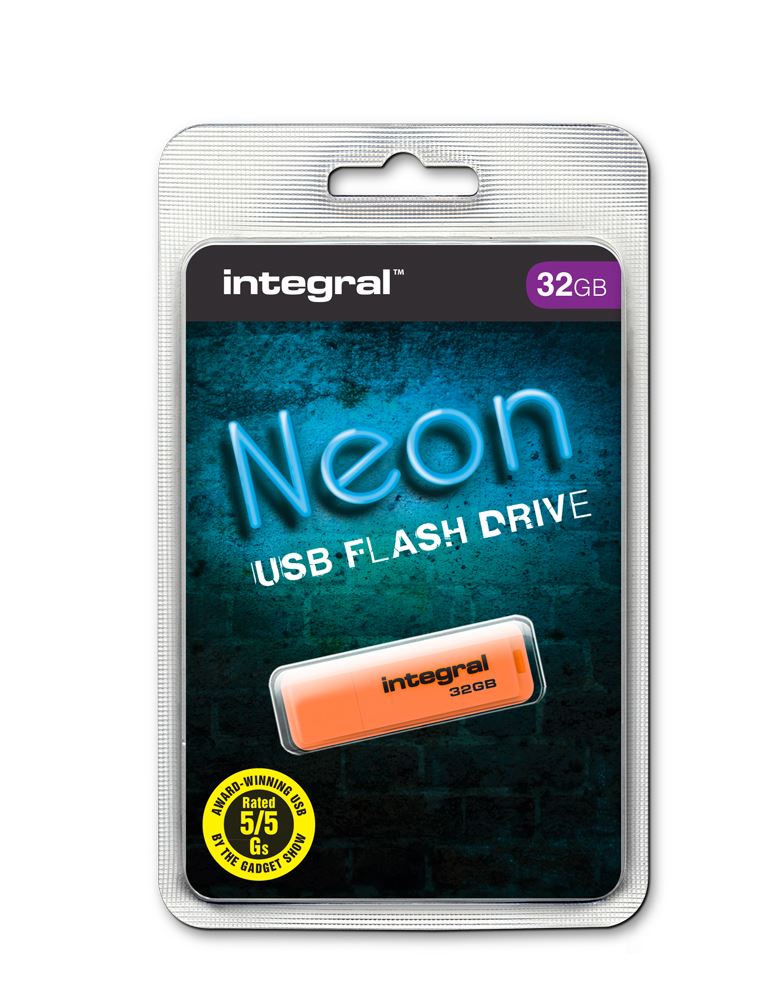 integral™
32GB
Neon
USB FLASH DRIVE
integral
32GB
AWARD-WINNING USB
Rated
5/5
Gs
BY THE GADGET SHOW